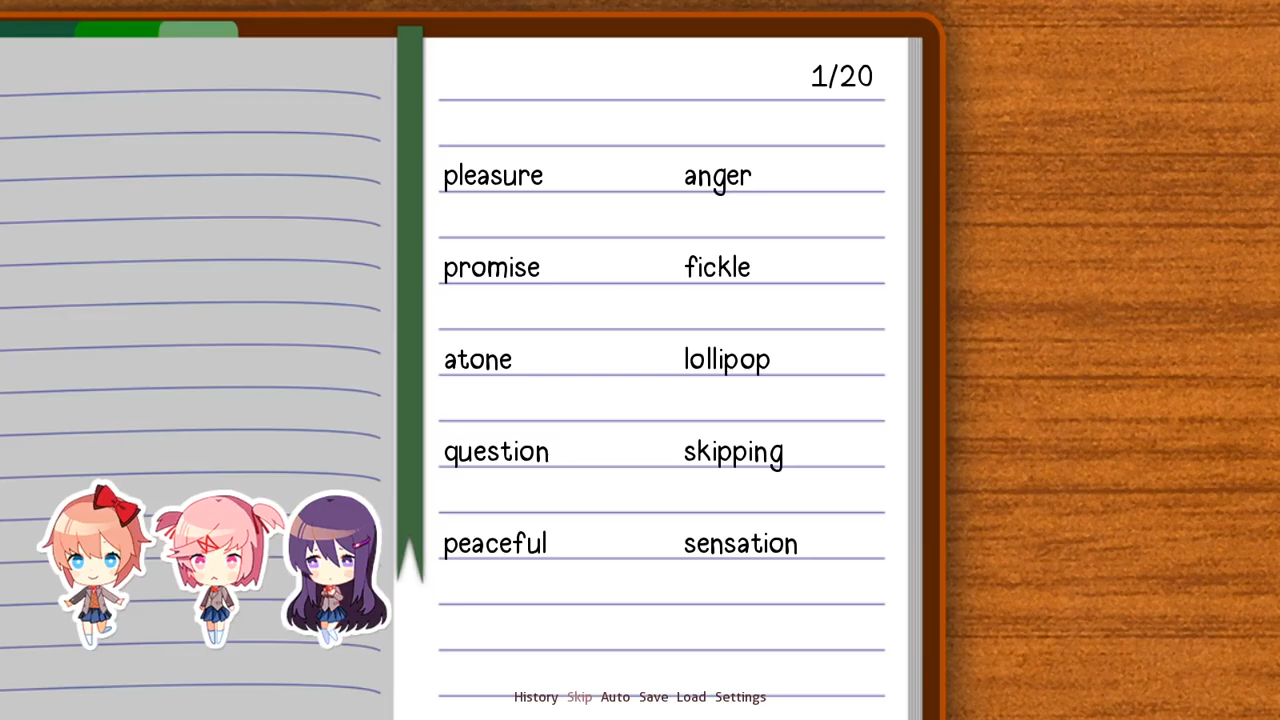 1/20
pleasure anger
promise fickle
atone lollipop
question skipping
peaceful sensation
History Skip Auto Save Load Settings